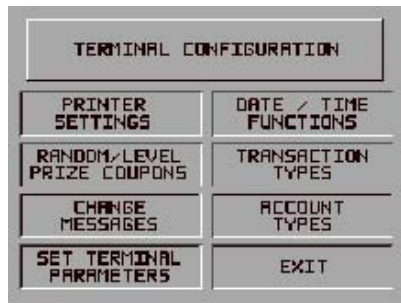 TERMINAL CONFIGURATION
PRINTER
SETTINGS
DATE / TIME
FUNCTIONS
RANDOM/LEVEL
PRIZE COUPONS
TRANSACTION
TYPES
CHANGE
MESSAGES
ACCOUNT
TYPES
SET TERMINAL
PARAMETERS
EXIT